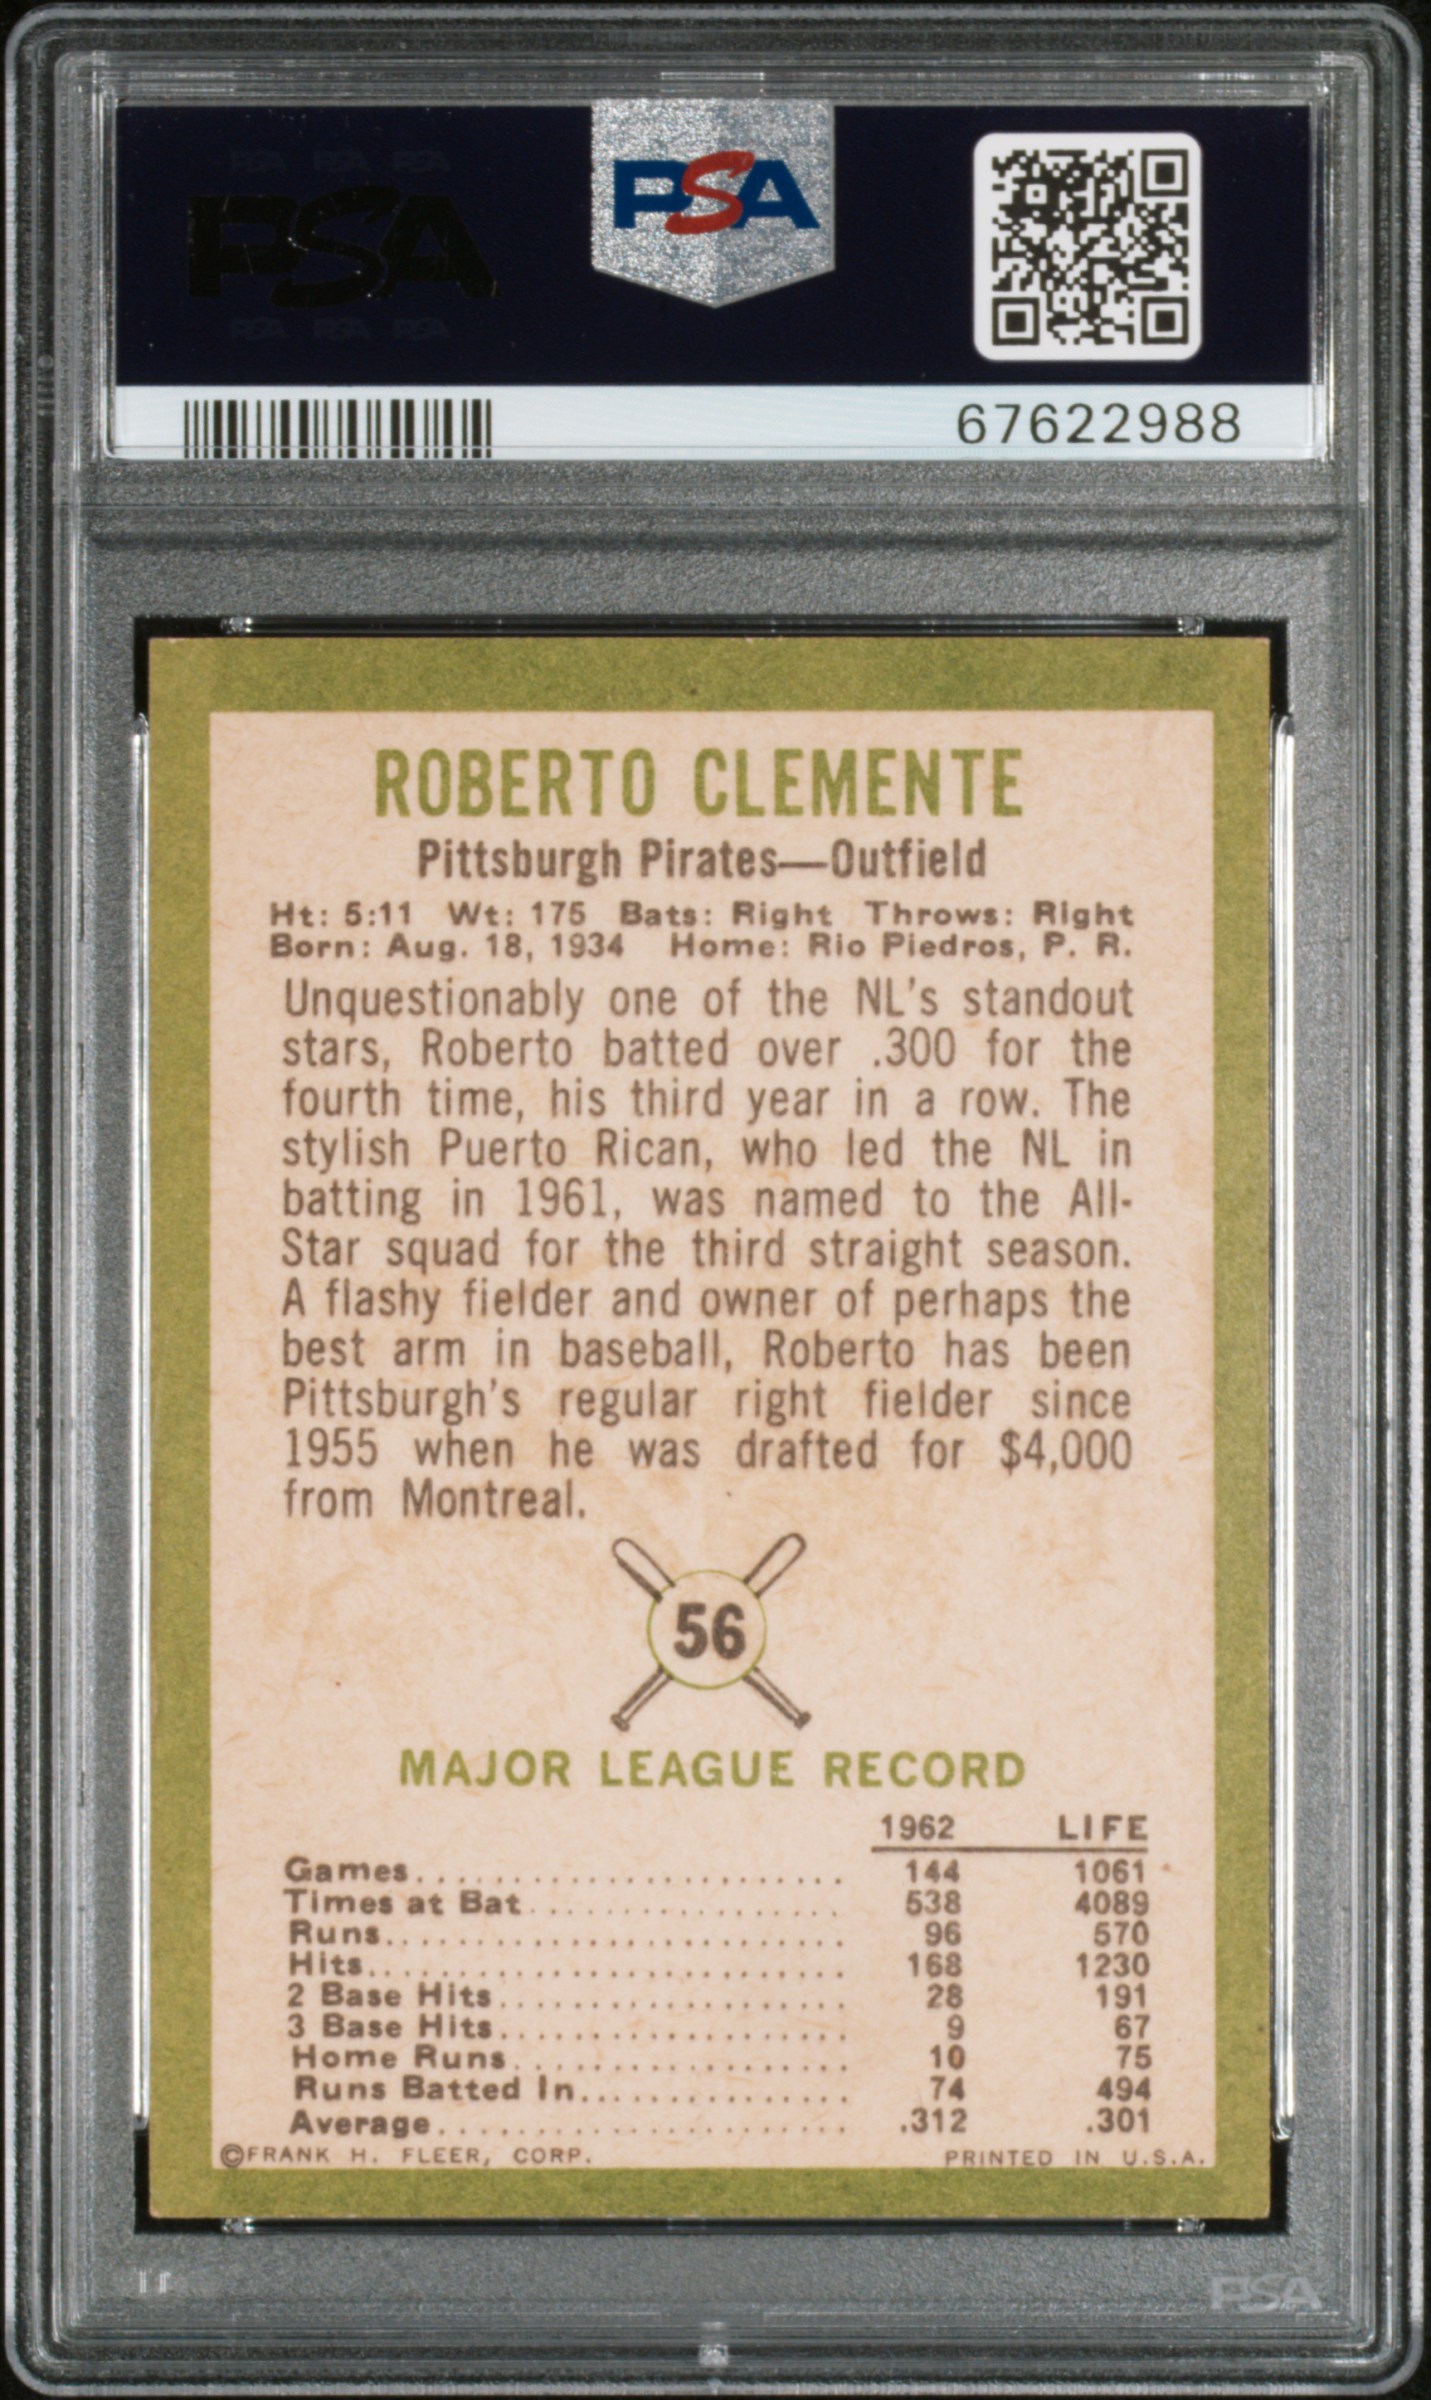 PSA PSA PSA
PSA
PSA PSA PSA
PSA
67622988
ROBERTO CLEMENTE
Pittsburgh Pirates—Outfield
Ht: 5:11 Wt: 175 Bats: Right Throws: Right
Born: Aug. 18, 1934 Home: Rio Piedros, P. R.
Unquestionably one of the NL's standout
stars, Roberto batted over .300 for the
fourth time, his third year in a row. The
stylish Puerto Rican, who led the NL in
batting in 1961, was named to the All-
Star squad for the third straight season.
A flashy fielder and owner of perhaps the
best arm in baseball, Roberto has been
Pittsburgh's regular right fielder since
1955 when he was drafted for $4,000
from Montreal.
56
MAJOR LEAGUE RECORD
1962 LIFE
Games........................ 144 1061
Times at Bat................. 538 4089
Runs.......................... 96 570
Hits........................... 168 1230
2 Base Hits................... 28 191
3 Base Hits................... 9 67
Home Runs.................. 10 75
Runs Batted In............... 74 494
Average....................... .312 .301
©FRANK H. FLEER, CORP. PRINTED IN U.S.A.
PSA